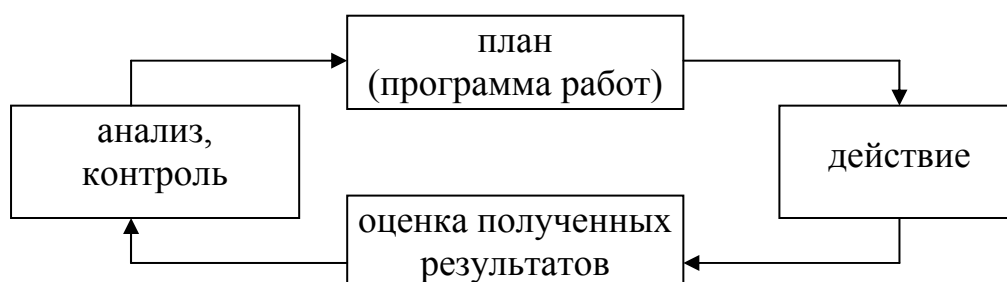 план
(программа работ)
анализ,
контроль
действие
оценка полученных
результатов